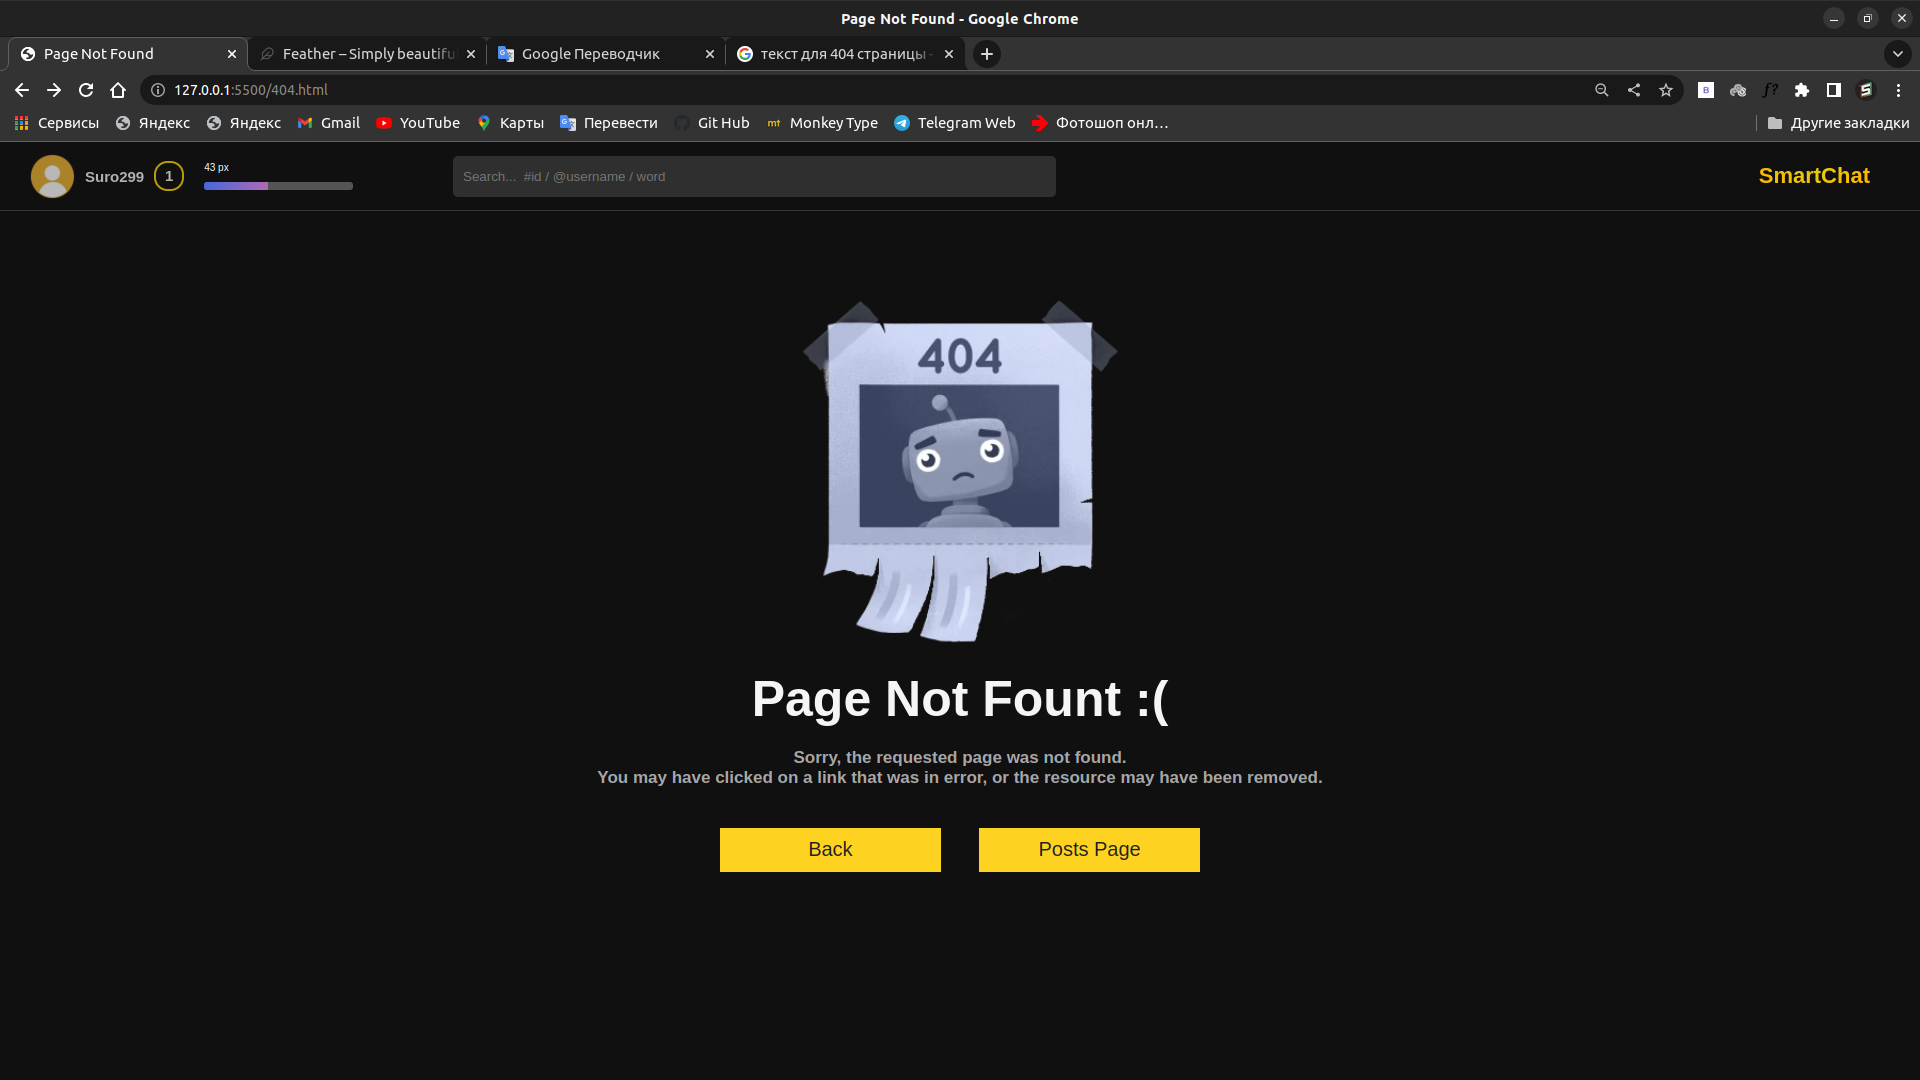 Page Not Found - Google Chrome
Page Not Found
Feather – Simply beautifu
Google Переводчик
текст для 404 страницы -
127.0.0.1:5500/404.html
Сервисы
Яндекс
Яндекс
Gmail
YouTube
Карты
Перевести
Git Hub
mt Monkey Type
Telegram Web
Фотошоп онл...
Другие закладки
Suro299
1
43 px
Search... #id / @username / word
SmartChat
404
Page Not Fount :(
Sorry, the requested page was not found.
You may have clicked on a link that was in error, or the resource may have been removed.
Back
Posts Page